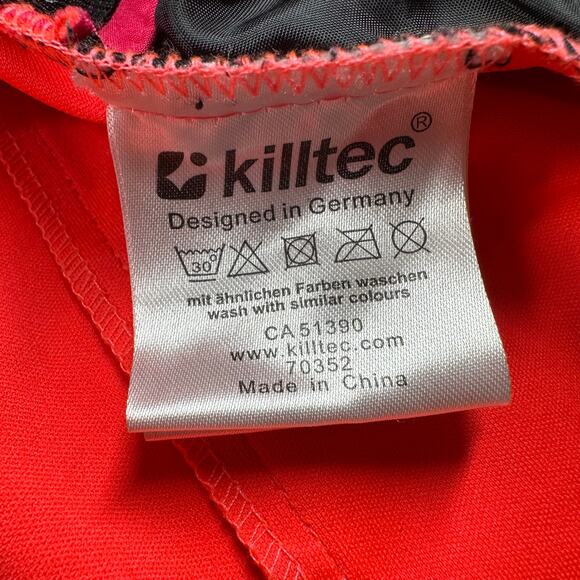 killtec®
Designed in Germany
30°
mit ähnlichen Farben waschen
wash with similar colours
CA 51390
www.killtec.com
70352
Made in China